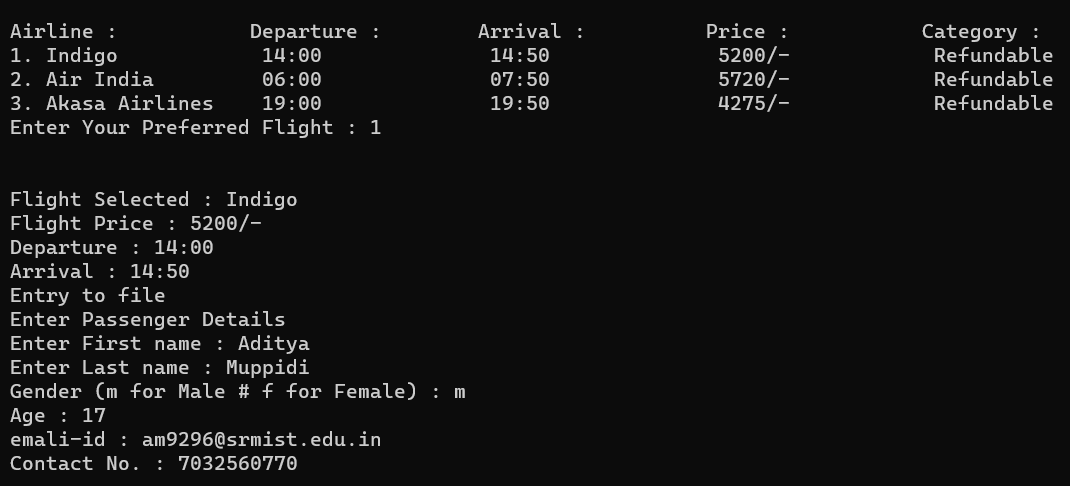 Airline : Departure : Arrival : Price : Category :
1. Indigo 14:00 14:50 5200/- Refundable
2. Air India 06:00 07:50 5720/- Refundable
3. Akasa Airlines 19:00 19:50 4275/- Refundable
Enter Your Preferred Flight : 1
Flight Selected : Indigo
Flight Price : 5200/-
Departure : 14:00
Arrival : 14:50
Entry to file
Enter Passenger Details
Enter First name : Aditya
Enter Last name : Muppidi
Gender (m for Male # f for Female) : m
Age : 17
emali-id : am9296@srmist.edu.in
Contact No. : 7032560770